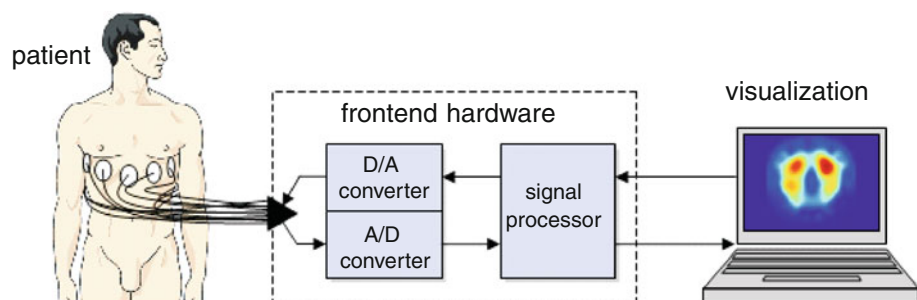 patient
frontend hardware
visualization
D/A
converter
signal
processor
A/D
converter